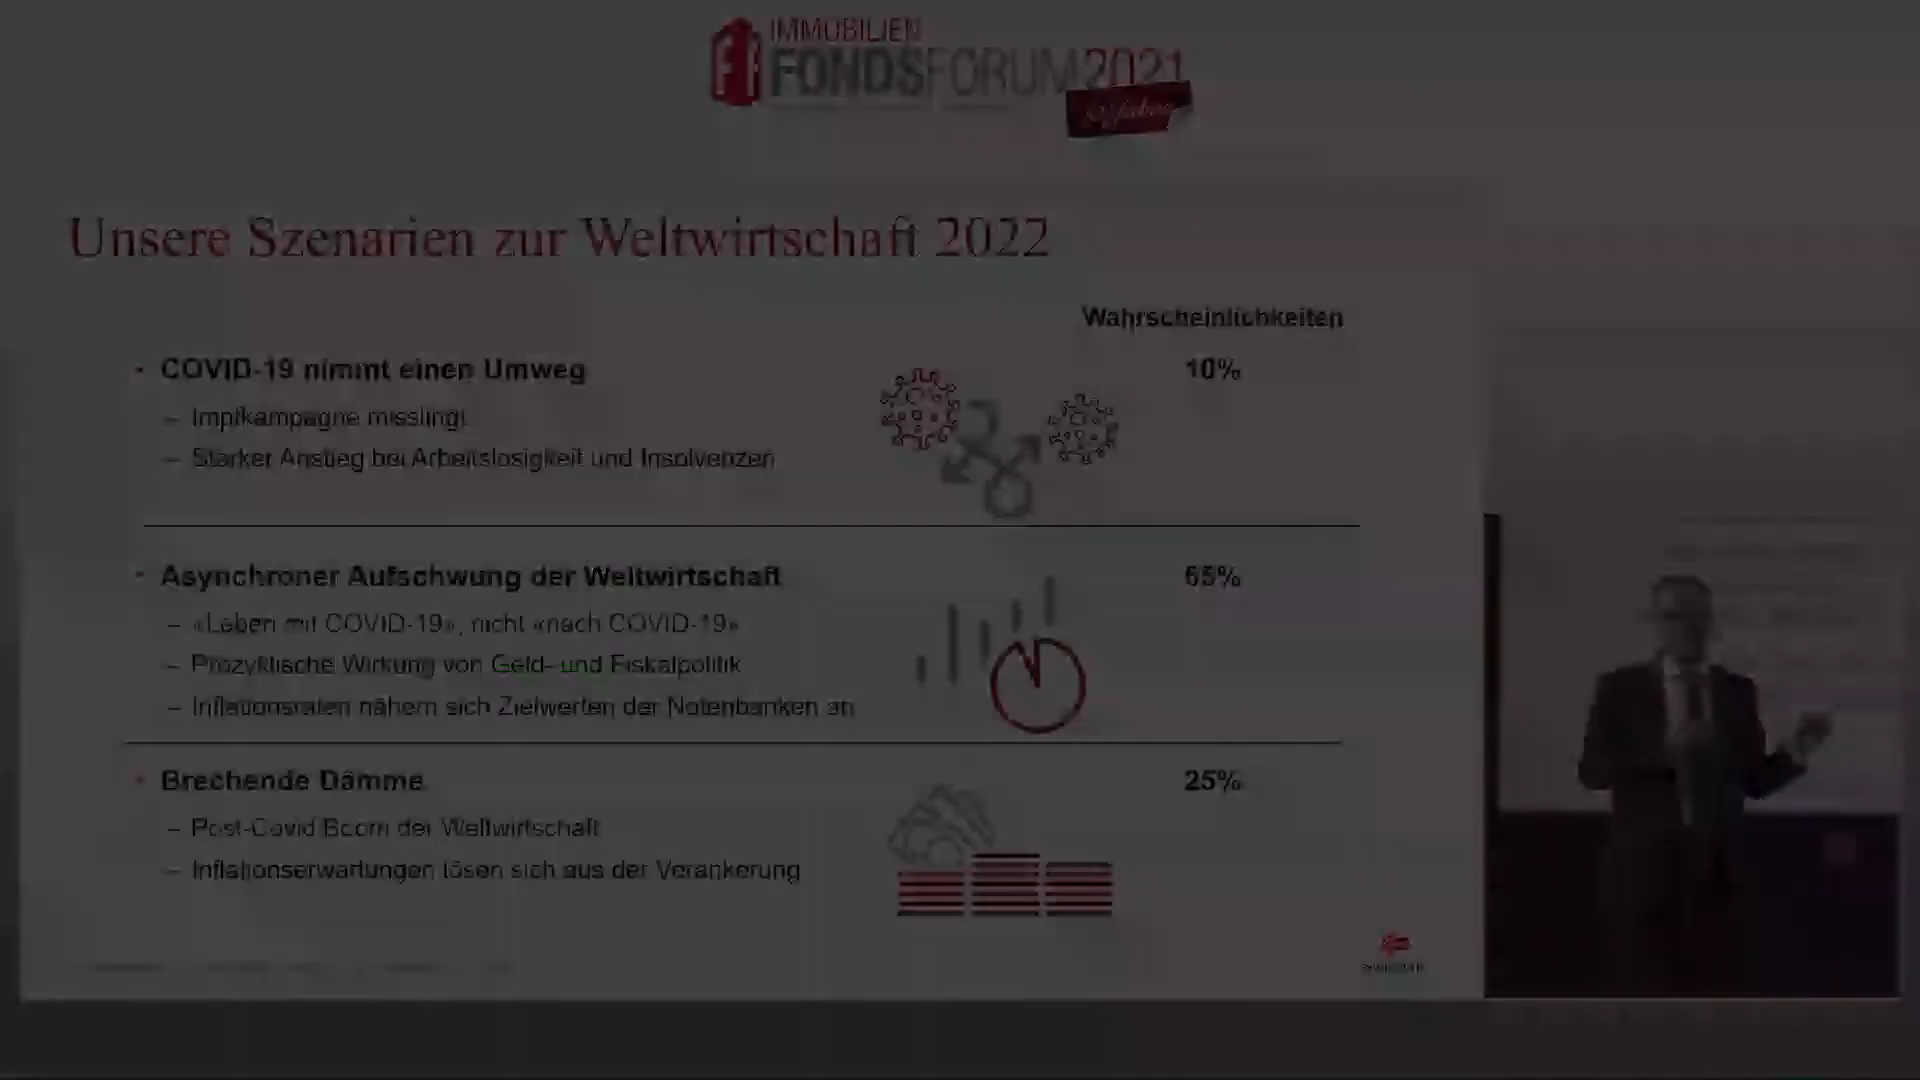 IMMOBILIEN
FONDSFORUM 2021
Unsere Szenarien zur Weltwirtschaft 2022
Wahrscheinlichkeiten
• COVID-19 nimmt einen Umweg 10%
– Impfkampagne misslingt
– Starker Anstieg bei Arbeitslosigkeit und Insolvenzen
• Asynchroner Aufschwung der Weltwirtschaft 65%
– «Leben mit COVID-19», nicht «nach COVID-19»
– Prozyklische Wirkung von Geld- und Fiskalpolitik
– Inflationsraten nähern sich Zielwerten der Notenbanken an
• Brechende Dämme 25%
– Post-Covid Boom der Weltwirtschaft
– Inflationserwartungen lösen sich aus der Verankerung